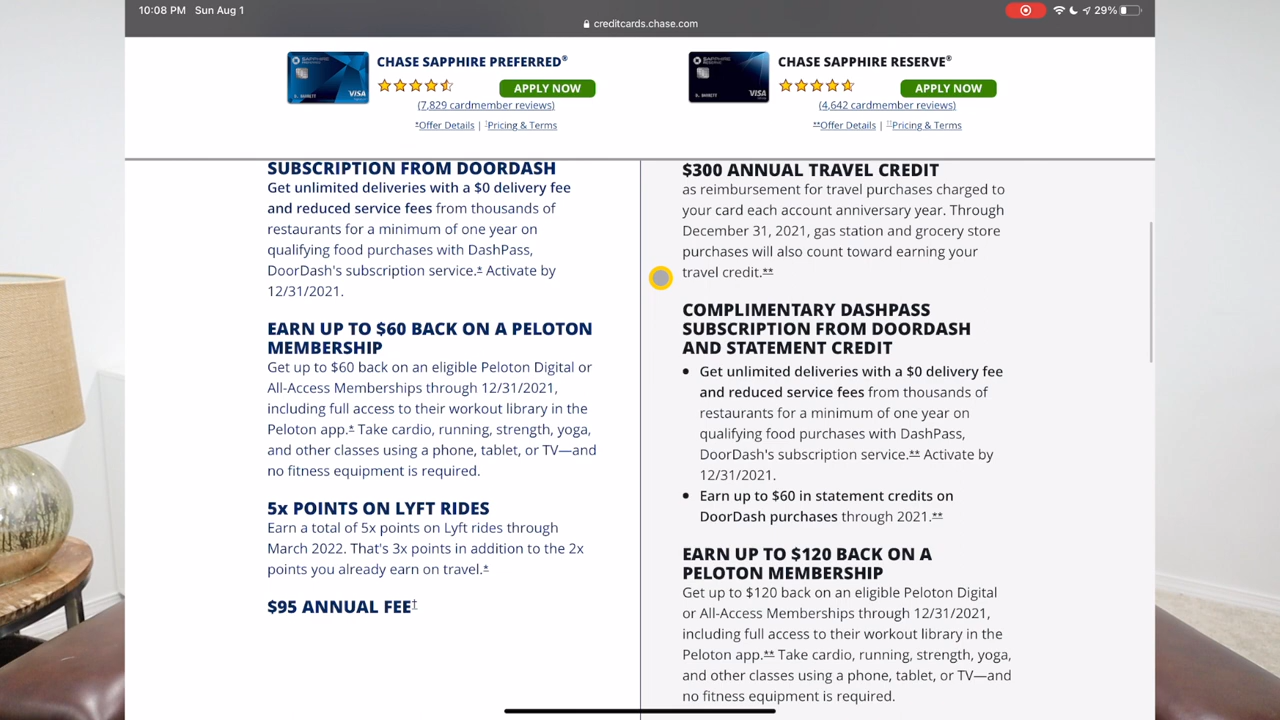 10:08 PM Sun Aug 1
29%
creditcards.chase.com
CHASE SAPPHIRE PREFERRED®
APPLY NOW
(7,829 cardmember reviews)
*Offer Details | †Pricing & Terms
CHASE SAPPHIRE RESERVE®
APPLY NOW
(4,642 cardmember reviews)
**Offer Details | ††Pricing & Terms
SUBSCRIPTION FROM DOORDASH
Get unlimited deliveries with a $0 delivery fee
and reduced service fees from thousands of
restaurants for a minimum of one year on
qualifying food purchases with DashPass,
DoorDash's subscription service.* Activate by
12/31/2021.
EARN UP TO $60 BACK ON A PELOTON
MEMBERSHIP
Get up to $60 back on an eligible Peloton Digital or
All-Access Memberships through 12/31/2021,
including full access to their workout library in the
Peloton app.* Take cardio, running, strength, yoga,
and other classes using a phone, tablet, or TV—and
no fitness equipment is required.
5x POINTS ON LYFT RIDES
Earn a total of 5x points on Lyft rides through
March 2022. That's 3x points in addition to the 2x
points you already earn on travel.*
$95 ANNUAL FEE†
$300 ANNUAL TRAVEL CREDIT
as reimbursement for travel purchases charged to
your card each account anniversary year. Through
December 31, 2021, gas station and grocery store
purchases will also count toward earning your
travel credit.**
COMPLIMENTARY DASHPASS
SUBSCRIPTION FROM DOORDASH
AND STATEMENT CREDIT
• Get unlimited deliveries with a $0 delivery fee
and reduced service fees from thousands of
restaurants for a minimum of one year on
qualifying food purchases with DashPass,
DoorDash's subscription service.** Activate by
12/31/2021.
• Earn up to $60 in statement credits on
DoorDash purchases through 2021.**
EARN UP TO $120 BACK ON A
PELOTON MEMBERSHIP
Get up to $120 back on an eligible Peloton Digital
or All-Access Memberships through 12/31/2021,
including full access to their workout library in the
Peloton app.** Take cardio, running, strength, yoga,
and other classes using a phone, tablet, or TV—and
no fitness equipment is required.